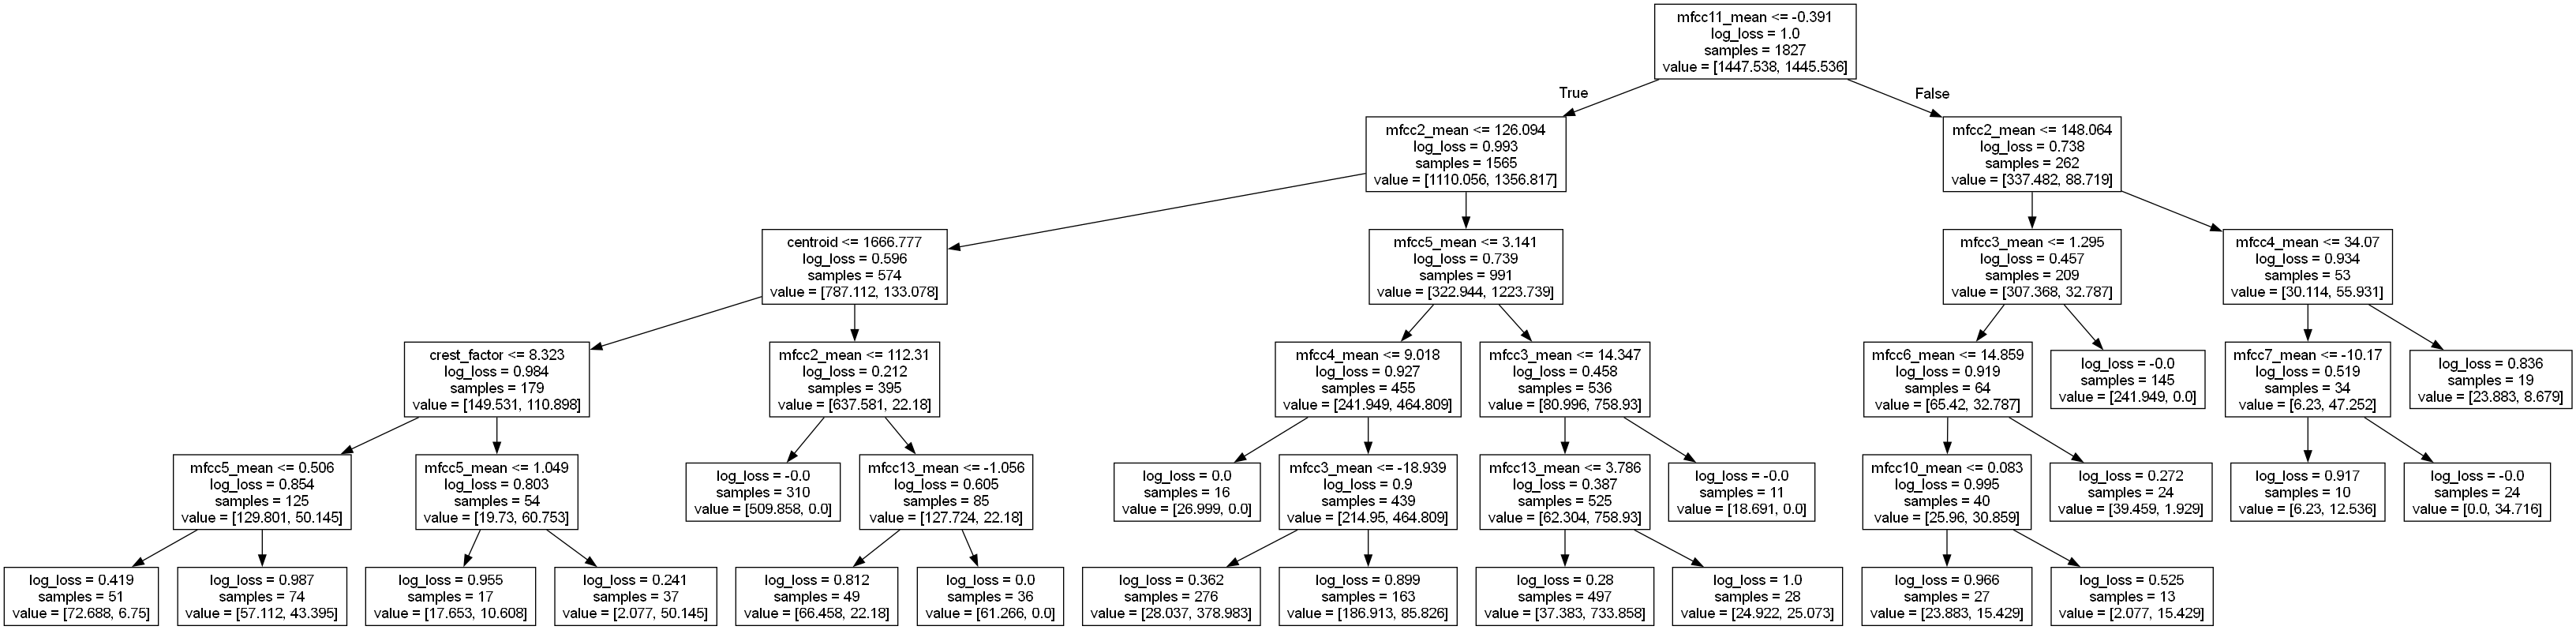 mfcc11_mean <= -0.391
log_loss = 1.0
samples = 1827
value = [1447.538, 1445.536]
True
False
mfcc2_mean <= 126.094
log_loss = 0.993
samples = 1565
value = [1110.056, 1356.817]
mfcc2_mean <= 148.064
log_loss = 0.738
samples = 262
value = [337.482, 88.719]
centroid <= 1666.777
log_loss = 0.596
samples = 574
value = [787.112, 133.078]
mfcc5_mean <= 3.141
log_loss = 0.739
samples = 991
value = [322.944, 1223.739]
mfcc3_mean <= 1.295
log_loss = 0.457
samples = 209
value = [307.368, 32.787]
mfcc4_mean <= 34.07
log_loss = 0.934
samples = 53
value = [30.114, 55.931]
crest_factor <= 8.323
log_loss = 0.984
samples = 179
value = [149.531, 110.898]
mfcc2_mean <= 112.31
log_loss = 0.212
samples = 395
value = [637.581, 22.18]
mfcc4_mean <= 9.018
log_loss = 0.927
samples = 455
value = [241.949, 464.809]
mfcc3_mean <= 14.347
log_loss = 0.458
samples = 536
value = [80.996, 758.93]
mfcc6_mean <= 14.859
log_loss = 0.919
samples = 64
value = [65.42, 32.787]
log_loss = -0.0
samples = 145
value = [241.949, 0.0]
mfcc7_mean <= -10.17
log_loss = 0.519
samples = 34
value = [6.23, 47.252]
log_loss = 0.836
samples = 19
value = [23.883, 8.679]
mfcc5_mean <= 0.506
log_loss = 0.854
samples = 125
value = [129.801, 50.145]
mfcc5_mean <= 1.049
log_loss = 0.803
samples = 54
value = [19.73, 60.753]
log_loss = -0.0
samples = 310
value = [509.858, 0.0]
mfcc13_mean <= -1.056
log_loss = 0.605
samples = 85
value = [127.724, 22.18]
log_loss = 0.0
samples = 16
value = [26.999, 0.0]
mfcc3_mean <= -18.939
log_loss = 0.9
samples = 439
value = [214.95, 464.809]
mfcc13_mean <= 3.786
log_loss = 0.387
samples = 525
value = [62.304, 758.93]
log_loss = -0.0
samples = 11
value = [18.691, 0.0]
mfcc10_mean <= 0.083
log_loss = 0.995
samples = 40
value = [25.96, 30.859]
log_loss = 0.272
samples = 24
value = [39.459, 1.929]
log_loss = 0.917
samples = 10
value = [6.23, 12.536]
log_loss = -0.0
samples = 24
value = [0.0, 34.716]
log_loss = 0.419
samples = 51
value = [72.688, 6.75]
log_loss = 0.987
samples = 74
value = [57.112, 43.395]
log_loss = 0.955
samples = 17
value = [17.653, 10.608]
log_loss = 0.241
samples = 37
value = [2.077, 50.145]
log_loss = 0.812
samples = 49
value = [66.458, 22.18]
log_loss = 0.0
samples = 36
value = [61.266, 0.0]
log_loss = 0.362
samples = 276
value = [28.037, 378.983]
log_loss = 0.899
samples = 163
value = [186.913, 85.826]
log_loss = 0.28
samples = 497
value = [37.383, 733.858]
log_loss = 1.0
samples = 28
value = [24.922, 25.073]
log_loss = 0.966
samples = 27
value = [23.883, 15.429]
log_loss = 0.525
samples = 13
value = [2.077, 15.429]